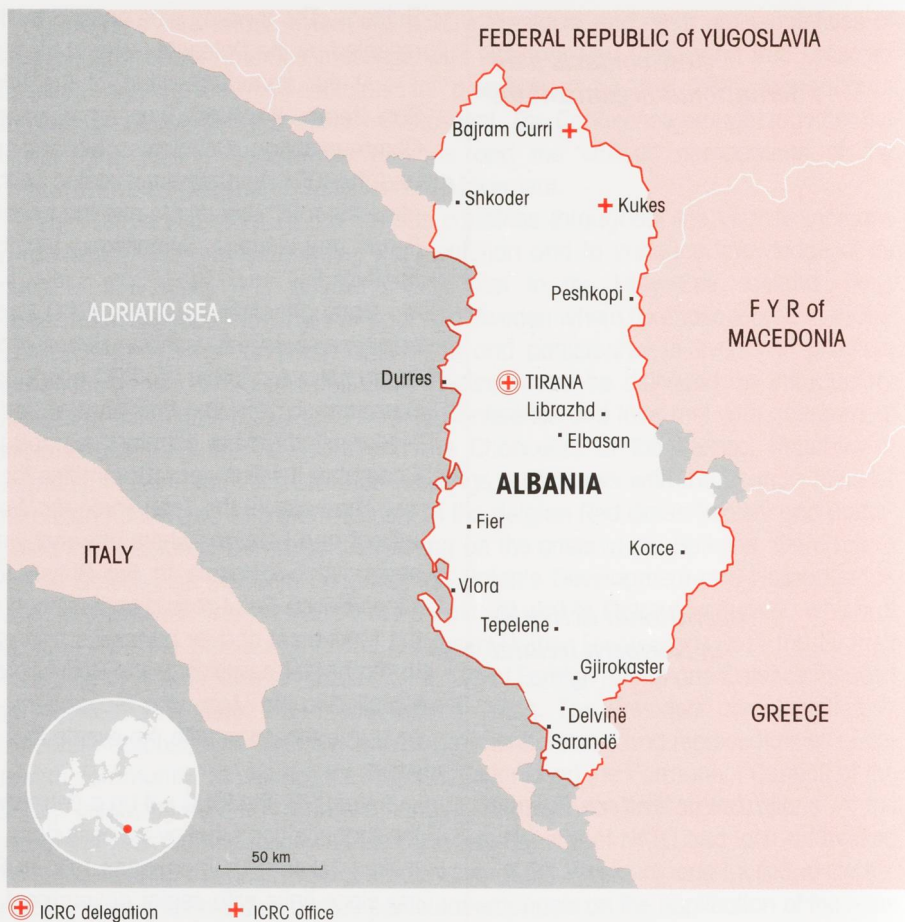 FEDERAL REPUBLIC of YUGOSLAVIA
Bajram Curri
Shkoder
Kukes
Peshkopi
ADRIATIC SEA
F Y R of
MACEDONIA
Durres
TIRANA
Librazhd
Elbasan
ALBANIA
Fier
ITALY
Korce
Vlora
Tepelene
Gjirokaster
Delvinë
GREECE
Sarandë
50 km
ICRC delegation
ICRC office